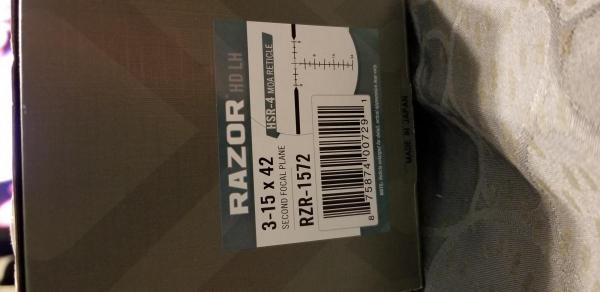 RAZOR HD LH
HSR-4 MOA RETICLE
3-15 x 42
SECOND FOCAL PLANE
RZR-1572
8 75874 00729 1
MADE IN JAPAN